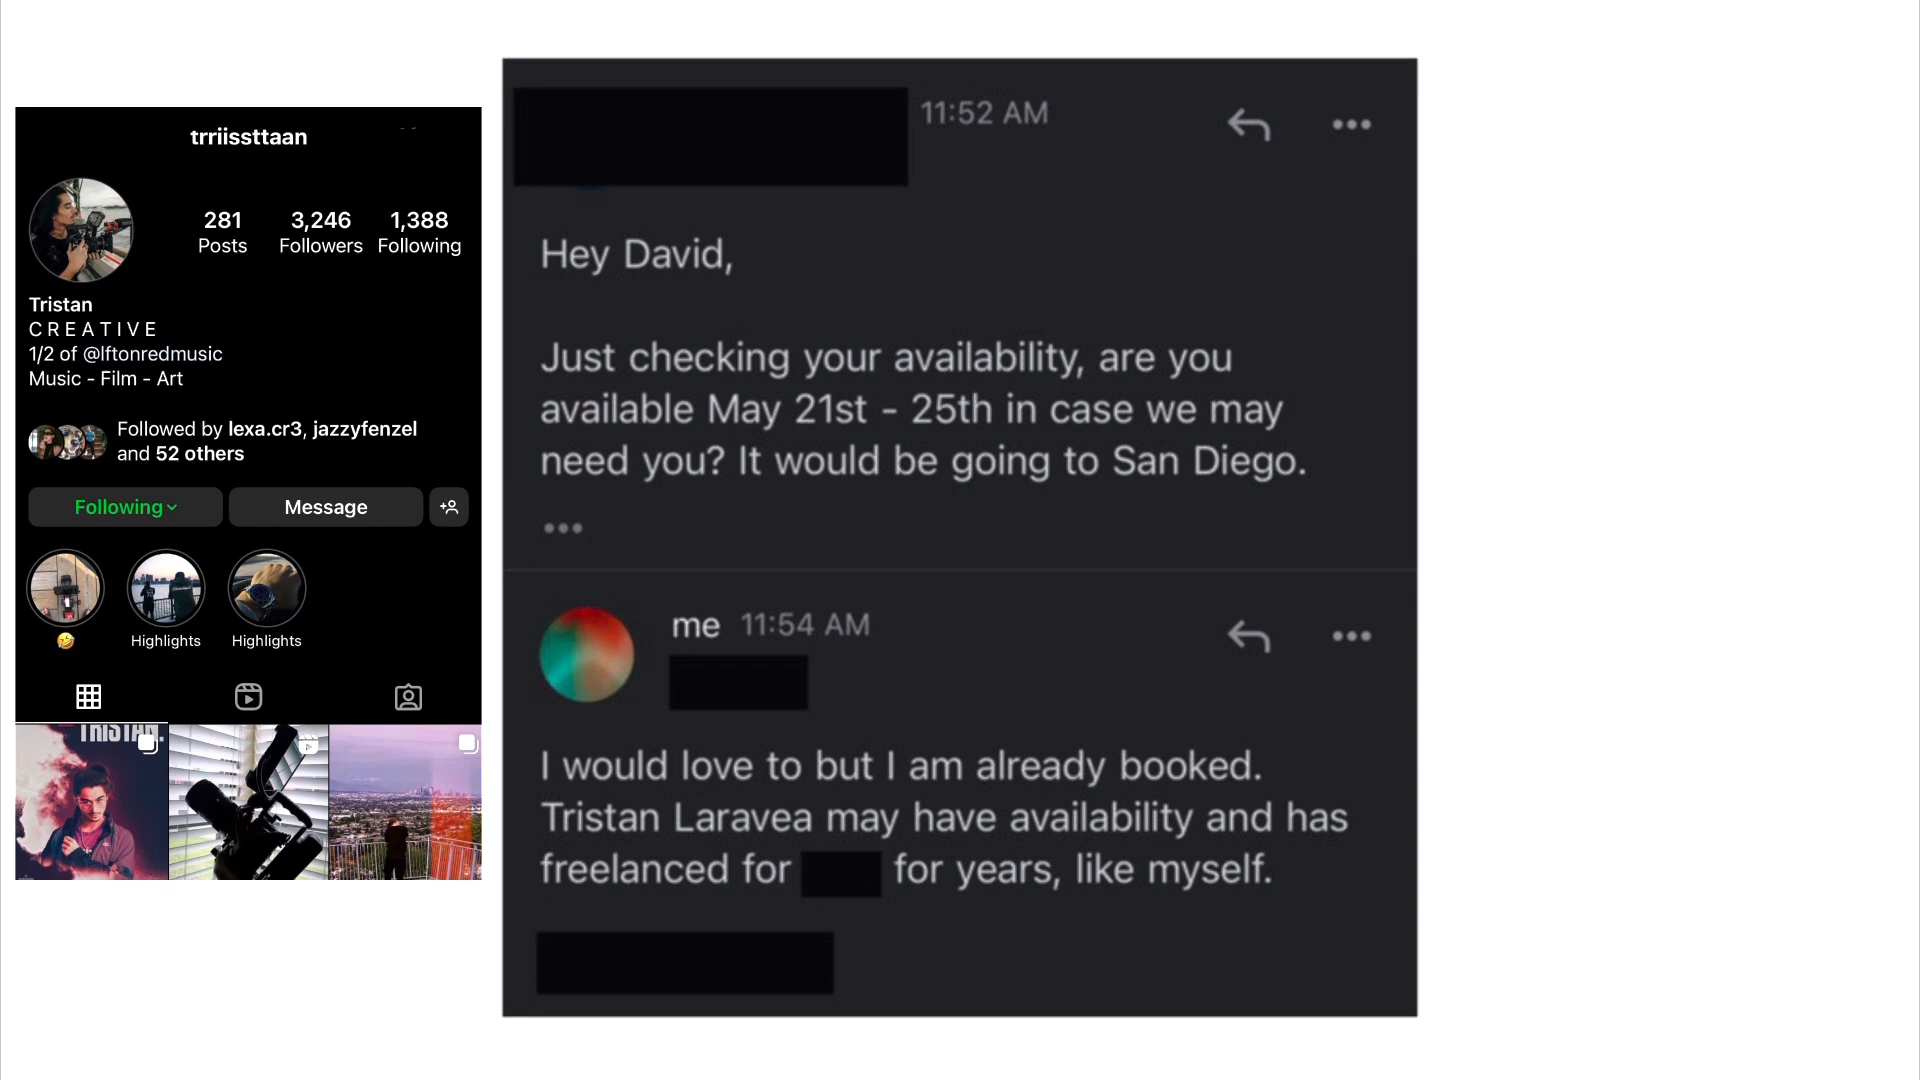 trriissttaan
281
3,246
1,388
Posts
Followers
Following
Tristan
C R E A T I V E
1/2 of @lftonredmusic
Music - Film - Art
Followed by lexa.cr3, jazzyfenzel
and 52 others
Following
Message
🤣
Highlights
Highlights
TRISTAN.
11:52 AM
Hey David,
Just checking your availability, are you
available May 21st - 25th in case we may
need you? It would be going to San Diego.
me 11:54 AM
I would love to but I am already booked.
Tristan Laravea may have availability and has
freelanced for
for years, like myself.